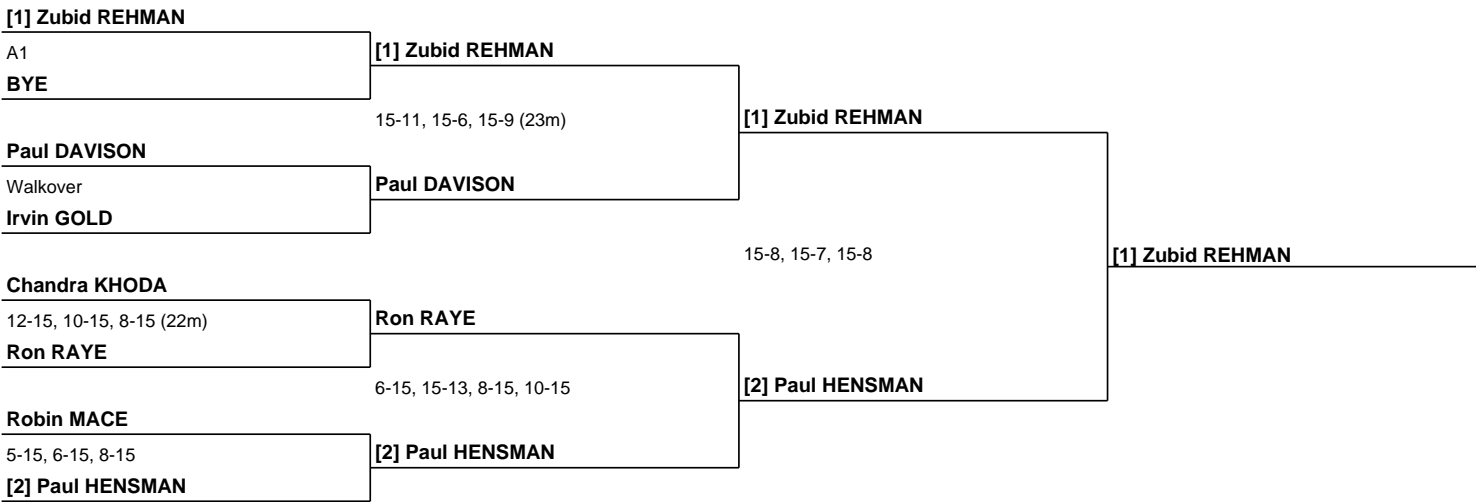 [1] Zubid REHMAN
A1
BYE
Paul DAVISON
Walkover
Irvin GOLD
Chandra KHODA
12-15, 10-15, 8-15 (22m)
Ron RAYE
Robin MACE
5-15, 6-15, 8-15
[2] Paul HENSMAN
[1] Zubid REHMAN
15-11, 15-6, 15-9 (23m)
Paul DAVISON
Ron RAYE
6-15, 15-13, 8-15, 10-15
[2] Paul HENSMAN
[1] Zubid REHMAN
15-8, 15-7, 15-8
[2] Paul HENSMAN
[1] Zubid REHMAN